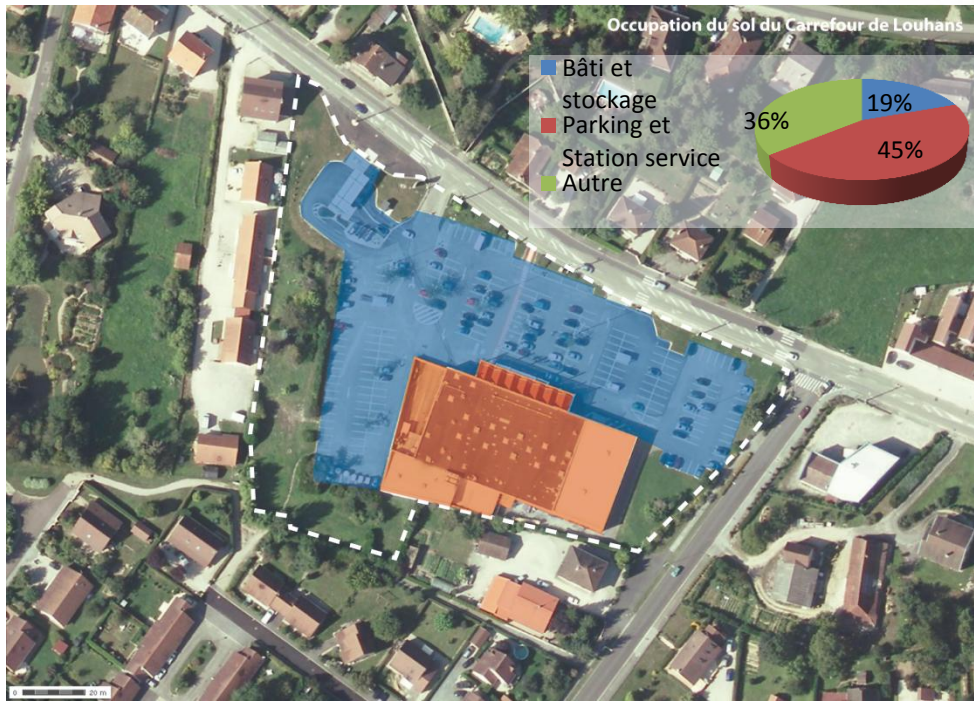 Occupation du sol du Carrefour de Louhans
Bâti et
stockage
Parking et
Station service
Autre
19%
36%
45%
0 20 m